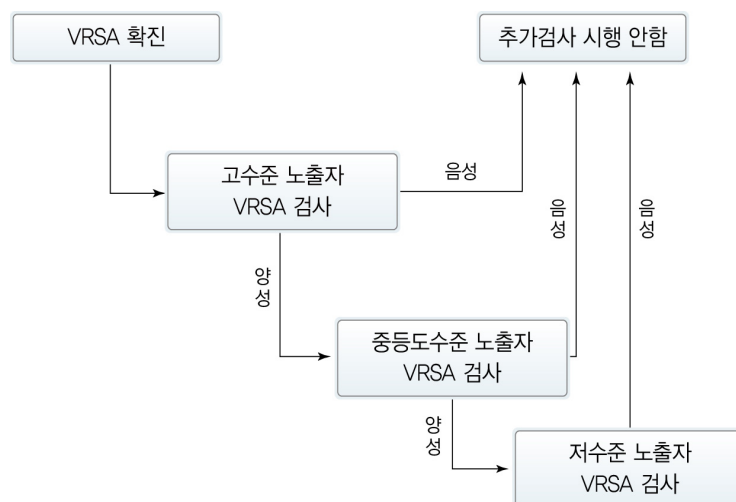 VRSA 확진
추가검사 시행 안함
고수준 노출자
VRSA 검사
음성
양성
음성
음성
중등도수준 노출자
VRSA 검사
양성
저수준 노출자
VRSA 검사